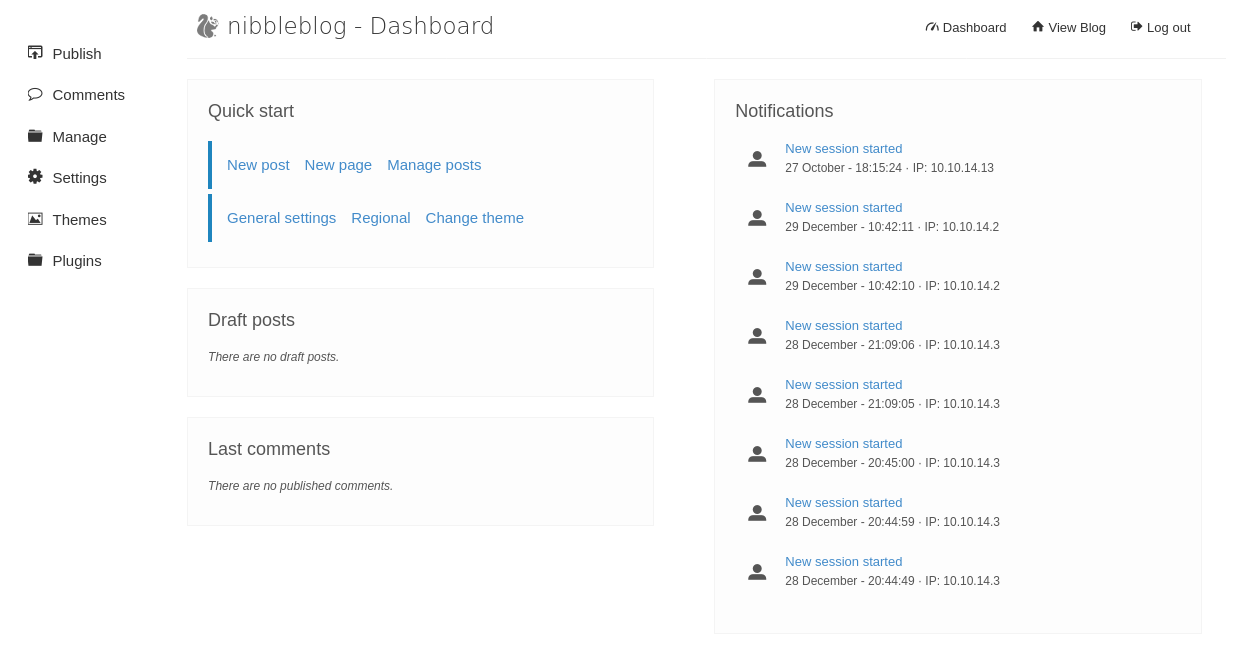 nibbleblog - Dashboard
Dashboard View Blog Log out
Publish
Comments
Manage
Settings
Themes
Plugins
Quick start
New post New page Manage posts
General settings Regional Change theme
Draft posts
There are no draft posts.
Last comments
There are no published comments.
Notifications
New session started
27 October - 18:15:24 · IP: 10.10.14.13
New session started
29 December - 10:42:11 · IP: 10.10.14.2
New session started
29 December - 10:42:10 · IP: 10.10.14.2
New session started
28 December - 21:09:06 · IP: 10.10.14.3
New session started
28 December - 21:09:05 · IP: 10.10.14.3
New session started
28 December - 20:45:00 · IP: 10.10.14.3
New session started
28 December - 20:44:59 · IP: 10.10.14.3
New session started
28 December - 20:44:49 · IP: 10.10.14.3